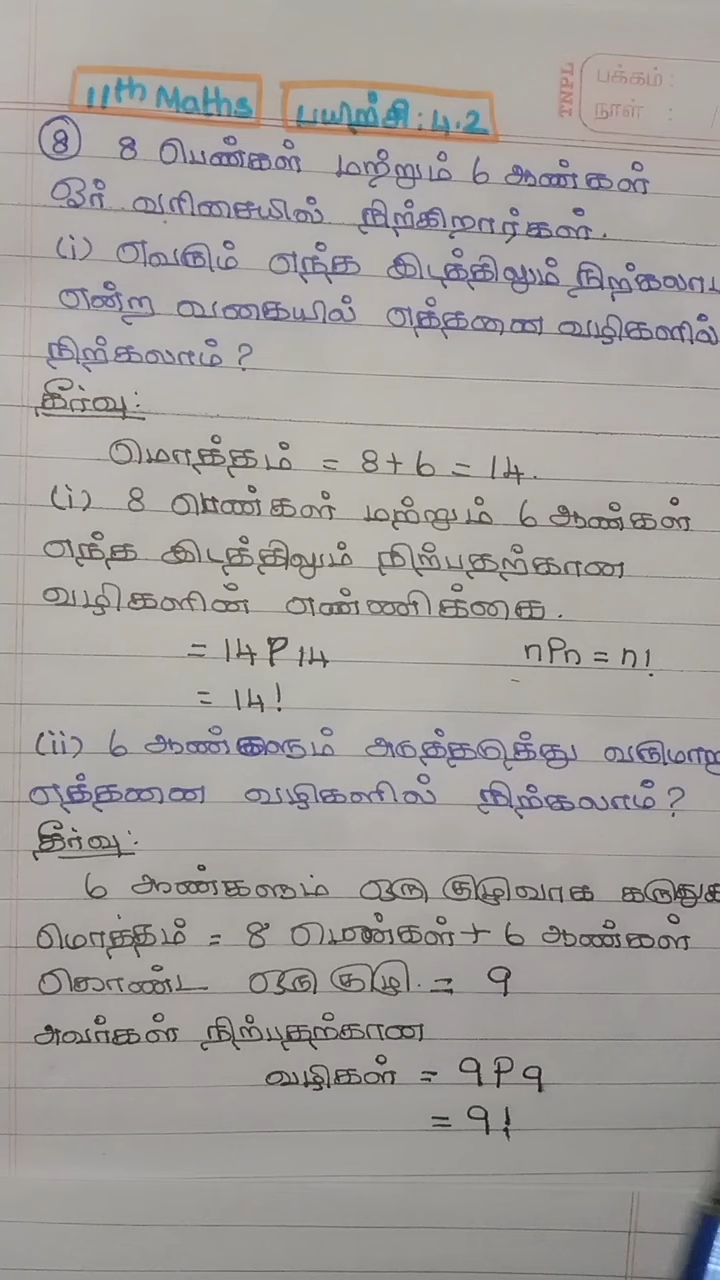 பக்கம் :
நாள் :
TNPL
11th Maths பயிற்சி : 4.2
(8) 8 பெண்கள் மற்றும் 6 ஆண்கள்
ஓர் வரிசையில் நிற்கிறார்கள்.
(i) எவரும் எந்த இடத்திலும்
என்ற வகையில் எத்தனை வழிகளில்
நிற்கலாம்?
தீர்வு:
மொத்தம் = 8+6 = 14.
(i) 8 பெண்கள் மற்றும் 6 ஆண்கள்
எந்த இடத்திலும் நிற்பதற்கான
வழிகளின் எண்ணிக்கை.
= 14P14 nPn = n!
= 14!
(ii) 6 ஆண்களும் அடுத்தடுத்து
எத்தனை வழிகளில் நிற்கலாம்?
தீர்வு:
6 ஆண்களும் ஒரு குழுவாக
மொத்தம் = 8 பெண்கள் + 6 ஆண்கள்
கொண்ட ஒரு குழு. = 9
அவர்கள் நிற்பதற்கான
வழிகள் = 9P9
= 9!